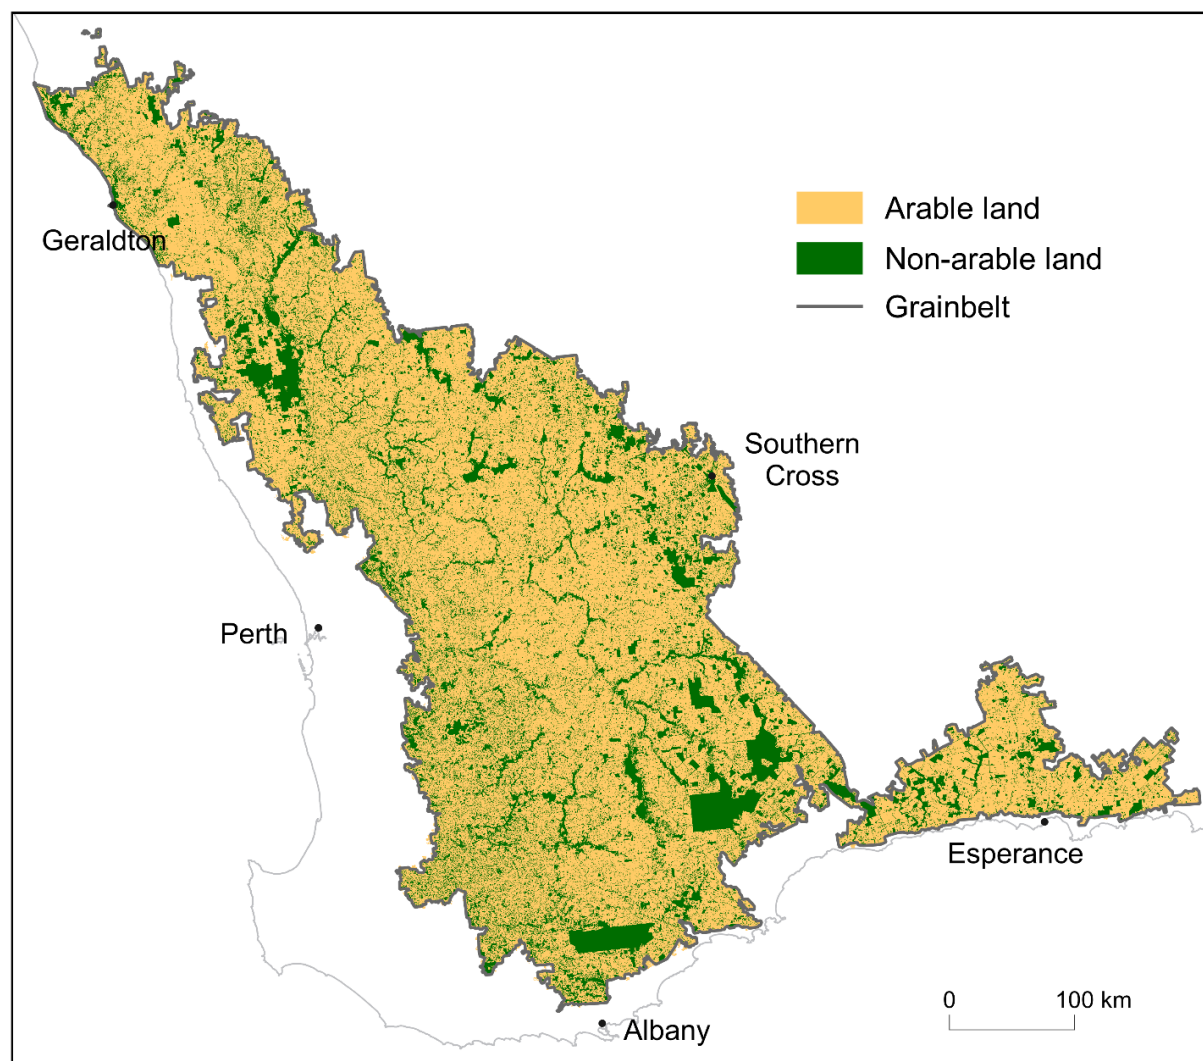 Arable land
Geraldton
Non-arable land
Grainbelt
Southern
Cross
Perth
Esperance
0 100 km
Albany